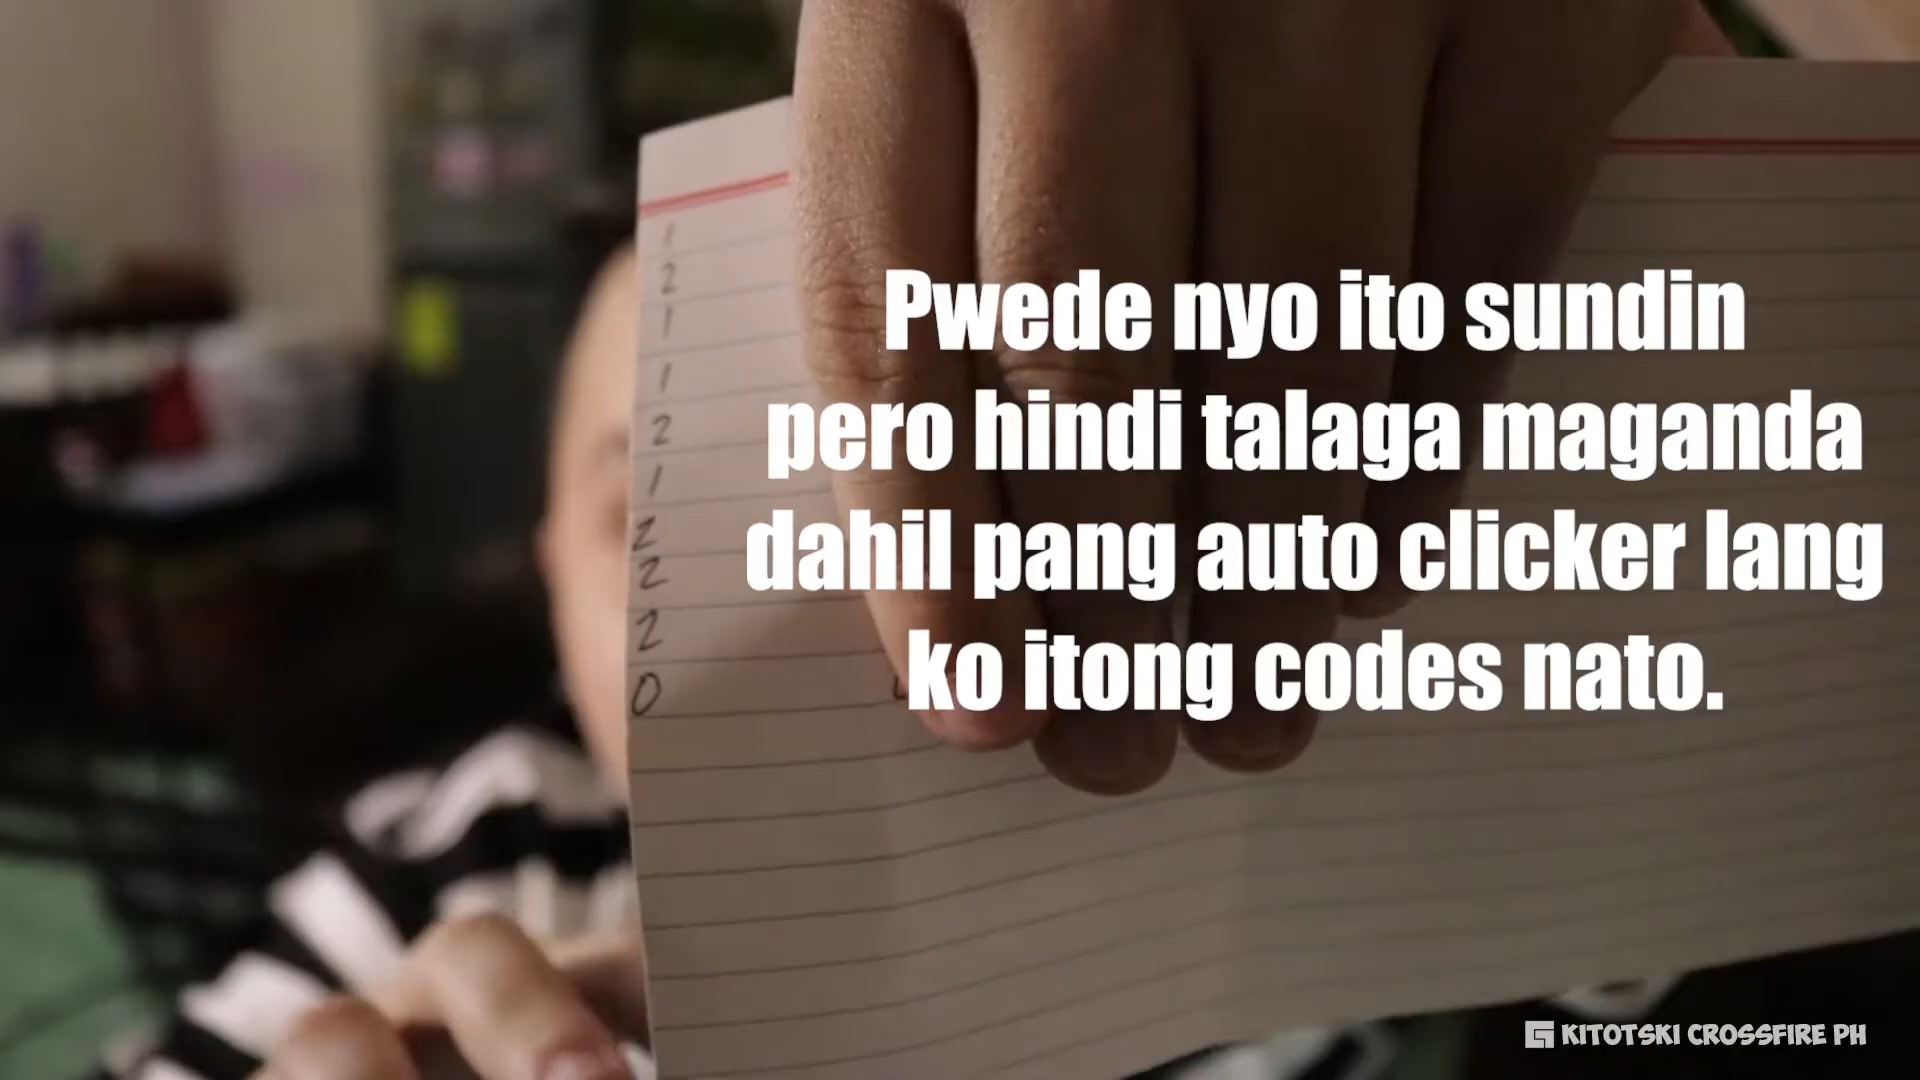 1
2
1
1
2
1
2
2
2
0
Pwede nyo ito sundin
pero hindi talaga maganda
dahil pang auto clicker lang
ko itong codes nato.
KITOTSKI CROSSFIRE PH